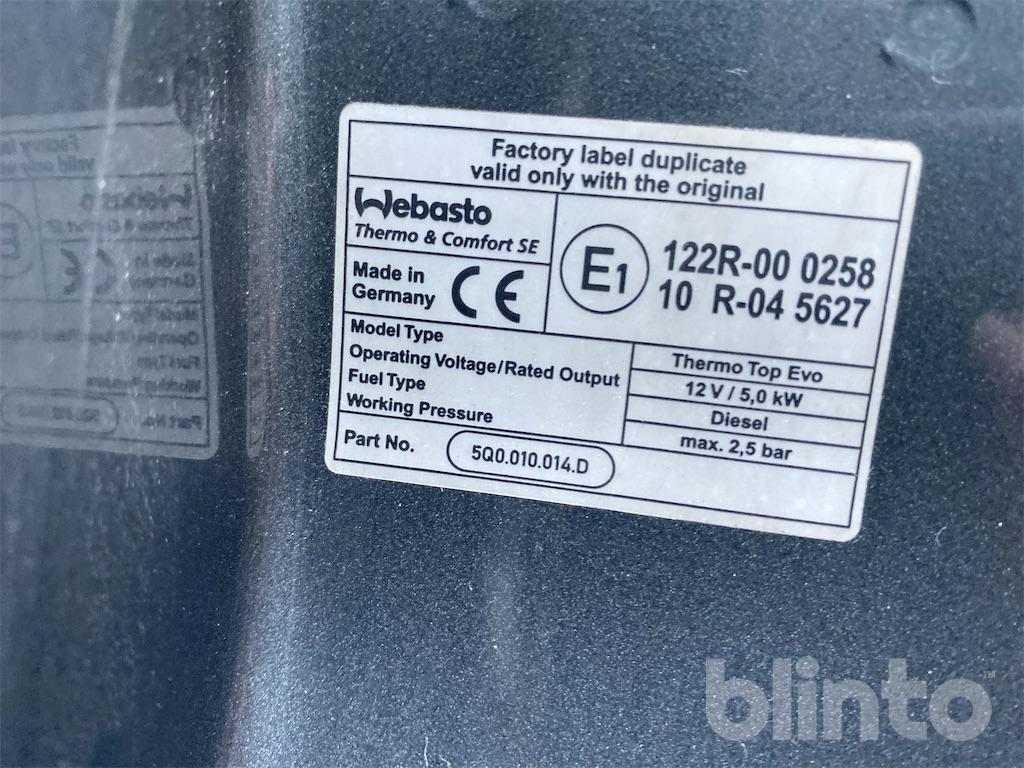 Factory label duplicate
valid only with the original
Webasto
Thermo & Comfort SE
Made in
Germany
CE
E1
122R-00 0258
10 R-04 5627
Model Type
Thermo Top Evo
Operating Voltage/Rated Output
12 V / 5,0 kW
Fuel Type
Diesel
Working Pressure
max. 2,5 bar
Part No.
5Q0.010.014.D
blinto™